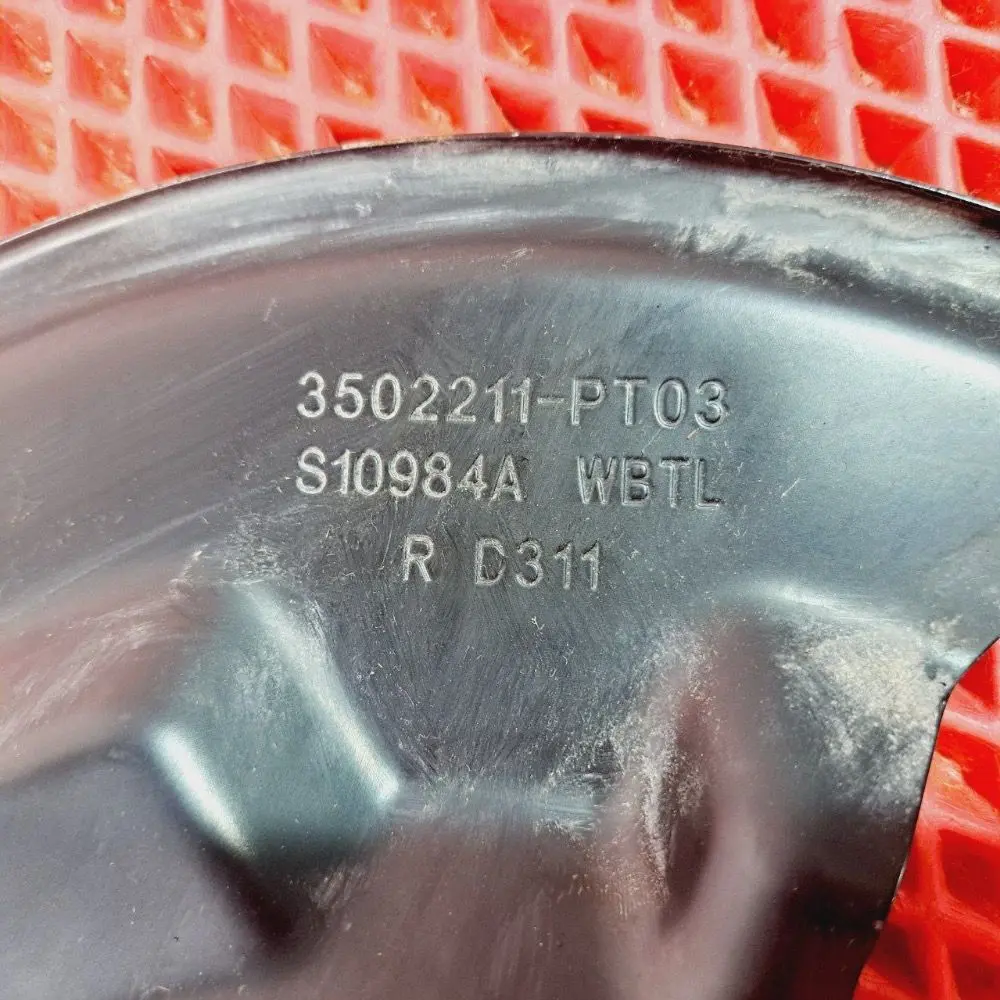 3502211-PT03
S10984A WBTL
R D311